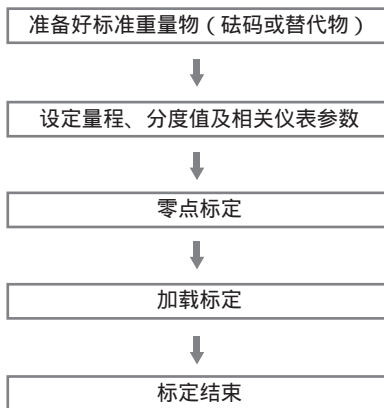 准备好标准重量物（砝码或替代物）
设定量程、分度值及相关仪表参数
零点标定
加载标定
标定结束